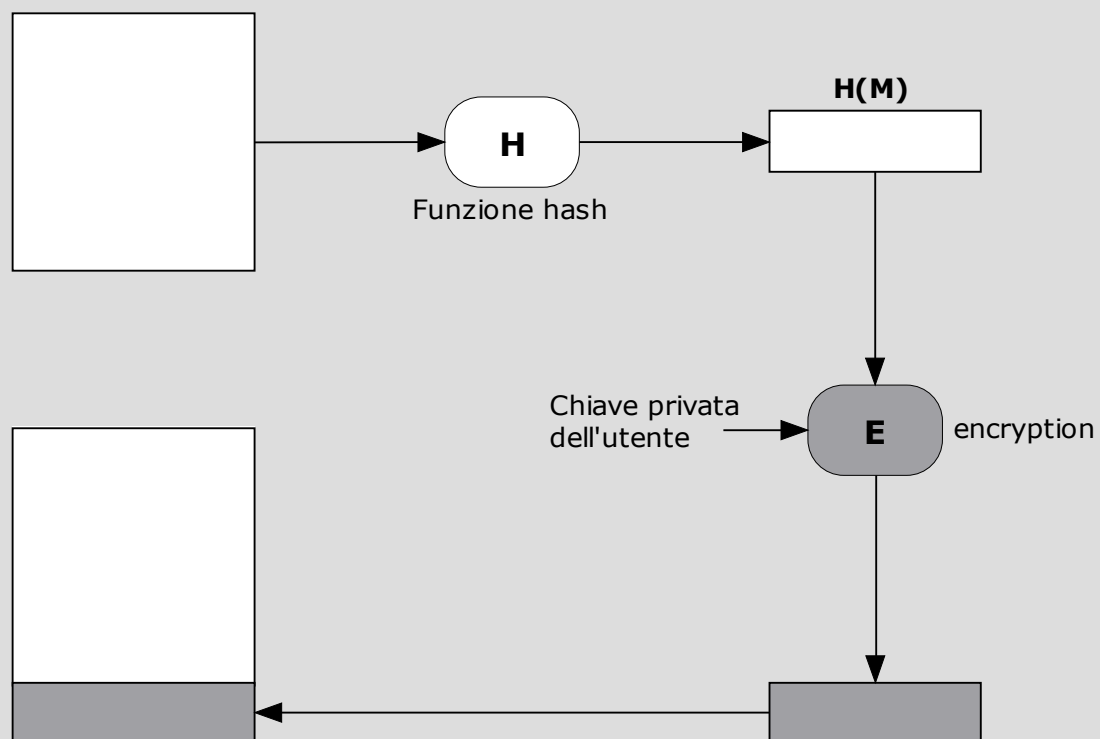 H(M)
H
Funzione hash
Chiave privata
dell'utente
E
encryption